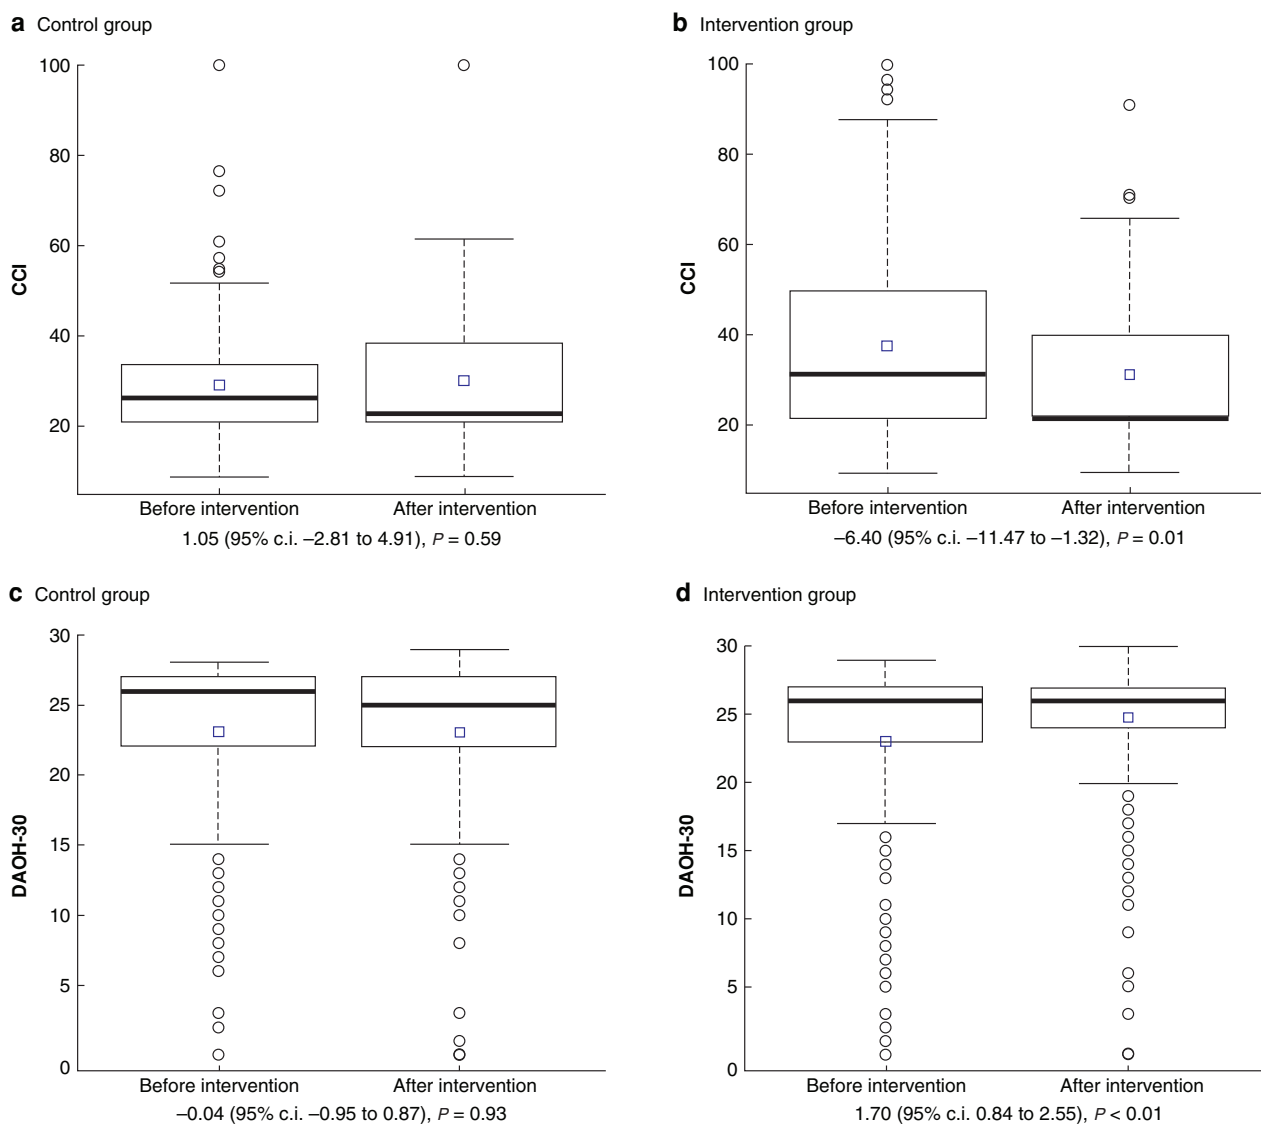 a Control group
100
80
60
40
20
CCI
Before intervention After intervention
1.05 (95% c.i. –2.81 to 4.91), P = 0.59
b Intervention group
100
80
60
40
20
CCI
Before intervention After intervention
–6.40 (95% c.i. –11.47 to –1.32), P = 0.01
c Control group
30
25
20
15
10
5
0
DAOH-30
Before intervention After intervention
–0.04 (95% c.i. –0.95 to 0.87), P = 0.93
d Intervention group
30
25
20
15
10
5
0
DAOH-30
Before intervention After intervention
1.70 (95% c.i. 0.84 to 2.55), P < 0.01